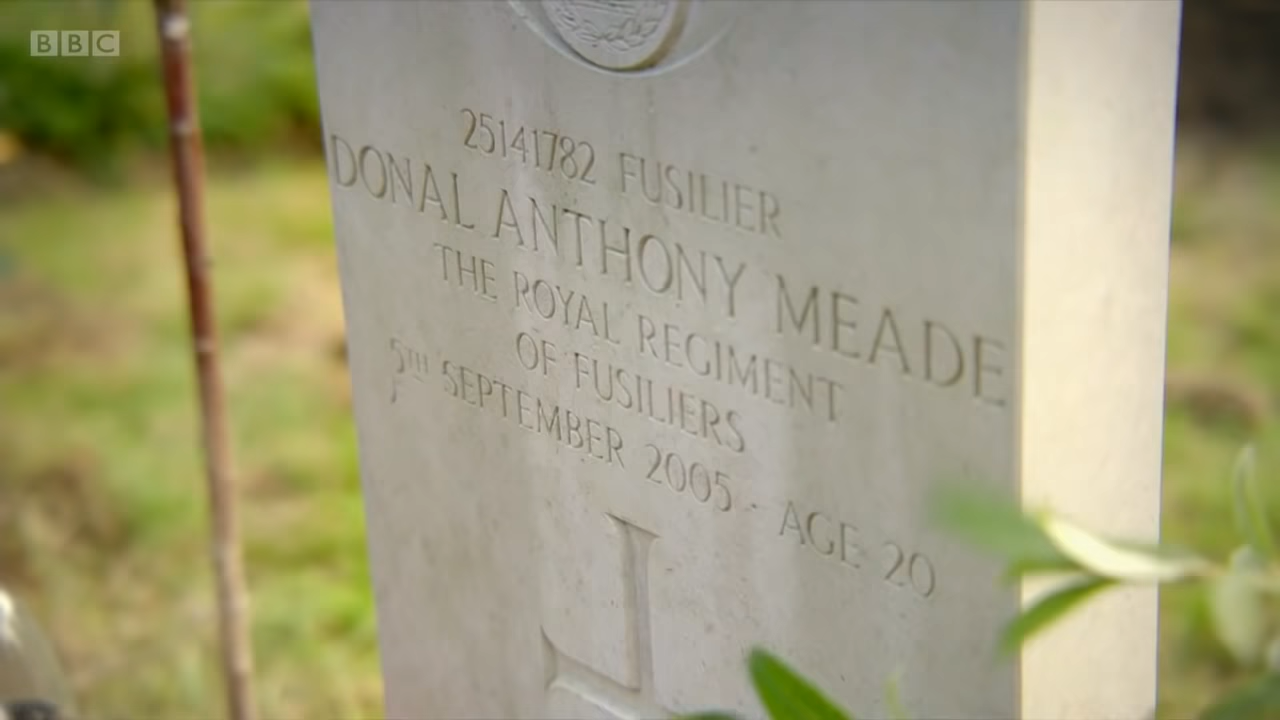 BBC
25141782 FUSILIER
DONAL ANTHONY MEADE
THE ROYAL REGIMENT
OF FUSILIERS
5TH SEPTEMBER 2005 · AGE 20